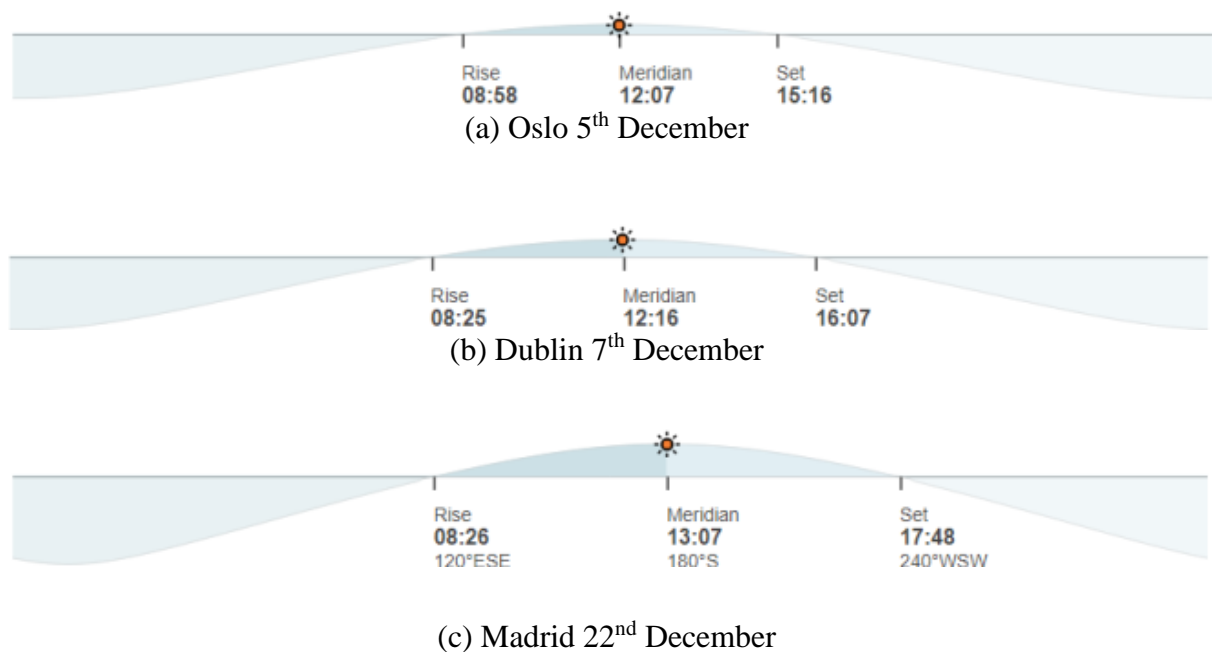 Rise Meridian Set
08:58 12:07 15:16
(a) Oslo 5th December
Rise Meridian Set
08:25 12:16 16:07
(b) Dublin 7th December
Rise Meridian Set
08:26 13:07 17:48
120°ESE 180°S 240°WSW
(c) Madrid 22nd December